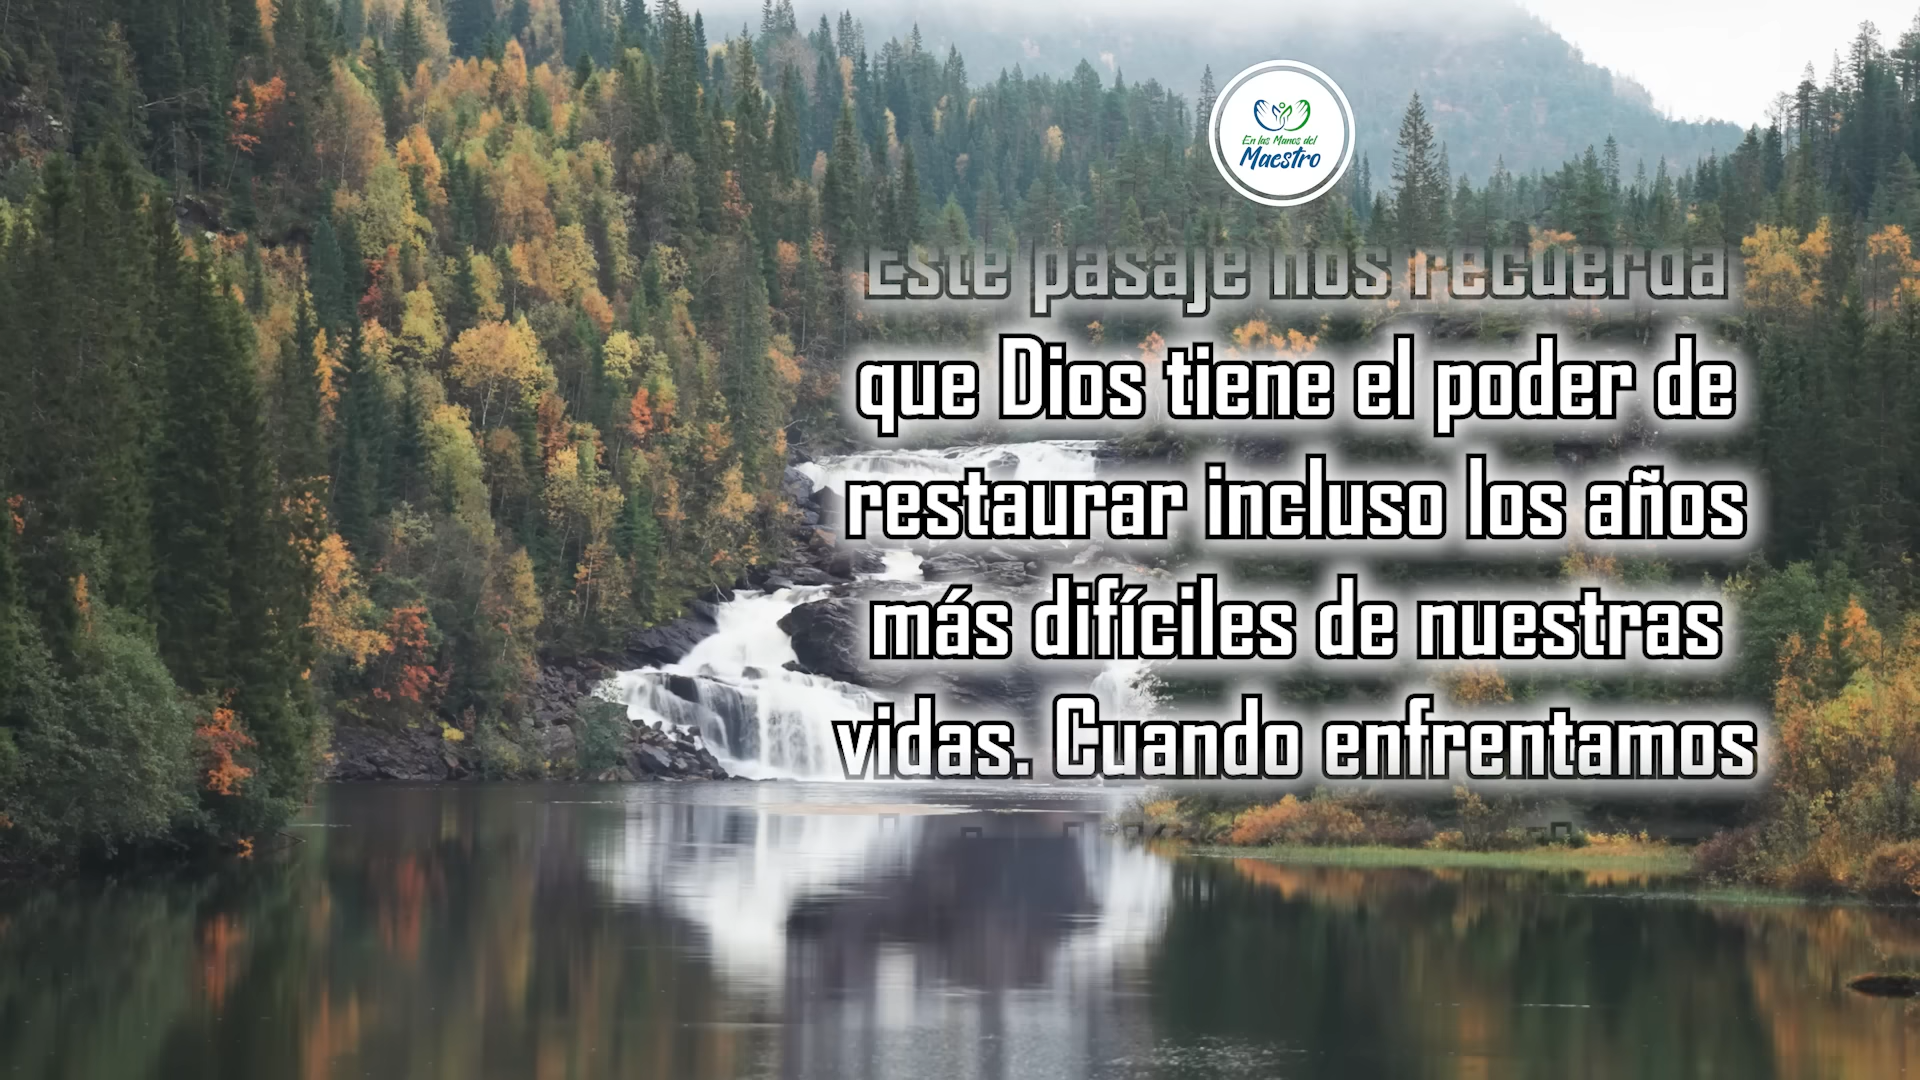 En las Manos del
Maestro
Este pasaje nos recuerda
que Dios tiene el poder de
restaurar incluso los años
más difíciles de nuestras
vidas. Cuando enfrentamos